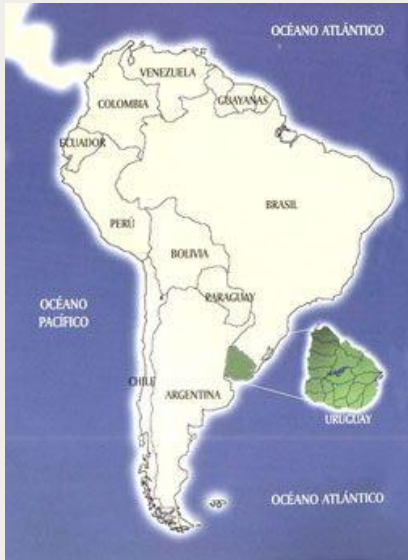 OCÉANO ATLÁNTICO
VENEZUELA
COLOMBIA
GUAYANAS
ECUADOR
BRASIL
PERÚ
BOLIVIA
PARAGUAY
OCÉANO
PACÍFICO
CHILE
ARGENTINA
URUGUAY
OCÉANO ATLÁNTICO